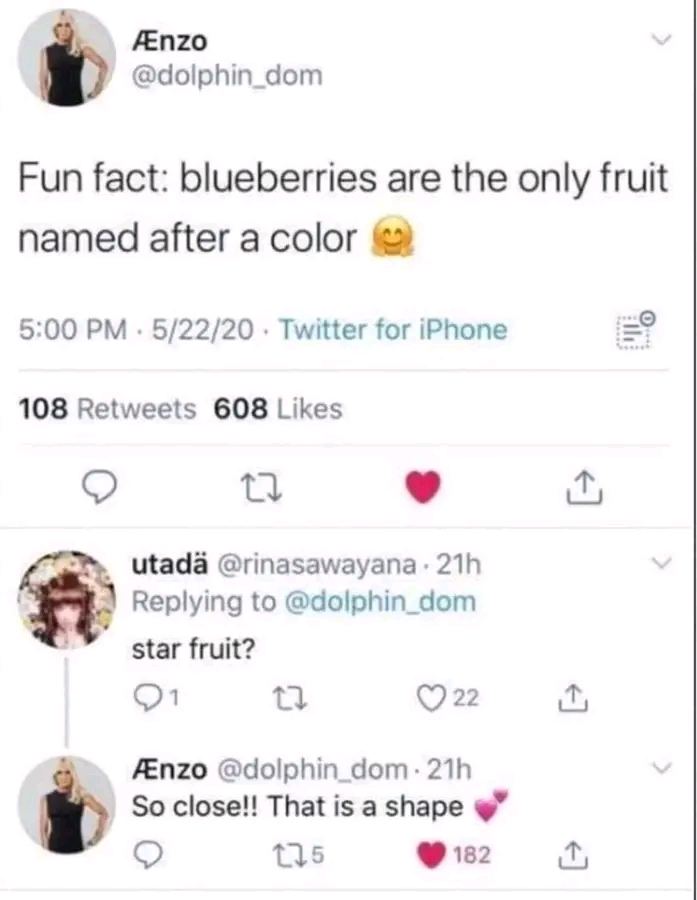 Ænzo
@dolphin_dom
Fun fact: blueberries are the only fruit
named after a color 🤗
5:00 PM · 5/22/20 · Twitter for iPhone
108 Retweets 608 Likes
utadä @rinasawayana · 21h
Replying to @dolphin_dom
star fruit?
1 22
Ænzo @dolphin_dom · 21h
So close!! That is a shape 💕
5 182